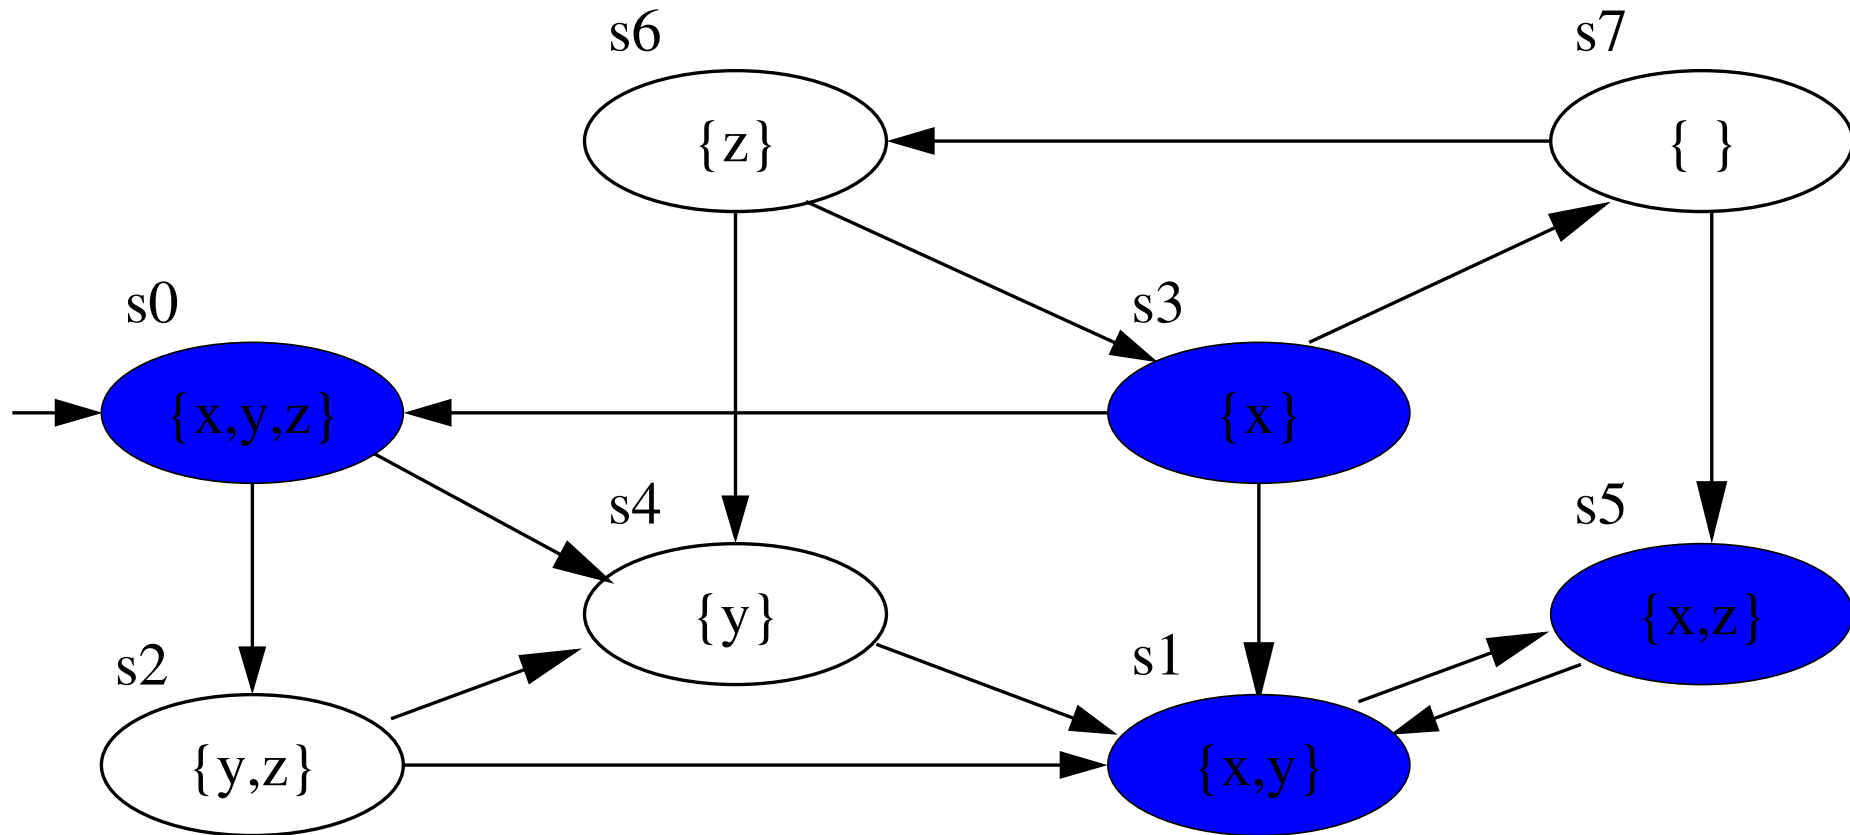 s6
s7
{z}
{ }
s0
s3
{x,y,z}
{x}
s4
s5
{y}
{x,z}
s2
s1
{y,z}
{x,y}